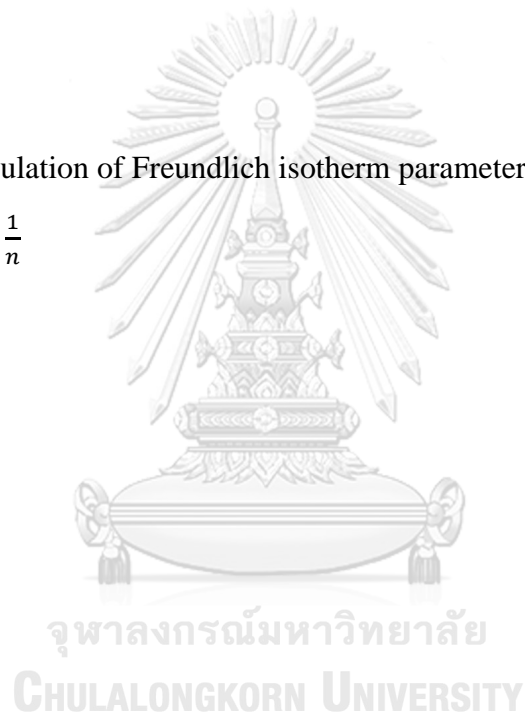 ulation of Freundlich isotherm parameter
1
n
จุฬาลงกรณ์มหาวิทยาลัย
CHULALONGKORN UNIVERSITY